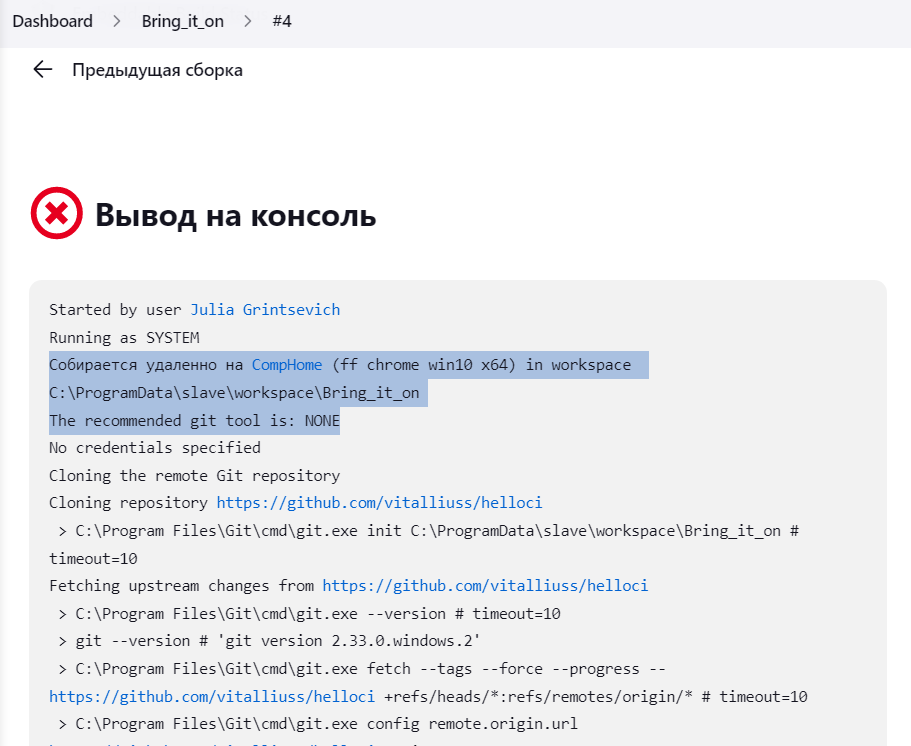 Dashboard > Bring_it_on > #4
← Предыдущая сборка
Вывод на консоль
Started by user Julia Grintsevich
Running as SYSTEM
Собирается удаленно на CompHome (ff chrome win10 x64) in workspace
C:\ProgramData\slave\workspace\Bring_it_on
The recommended git tool is: NONE
No credentials specified
Cloning the remote Git repository
Cloning repository https://github.com/vitalliuss/helloci
> C:\Program Files\Git\cmd\git.exe init C:\ProgramData\slave\workspace\Bring_it_on #
timeout=10
Fetching upstream changes from https://github.com/vitalliuss/helloci
> C:\Program Files\Git\cmd\git.exe --version # timeout=10
> git --version # 'git version 2.33.0.windows.2'
> C:\Program Files\Git\cmd\git.exe fetch --tags --force --progress --
https://github.com/vitalliuss/helloci +refs/heads/*:refs/remotes/origin/* # timeout=10
> C:\Program Files\Git\cmd\git.exe config remote.origin.url